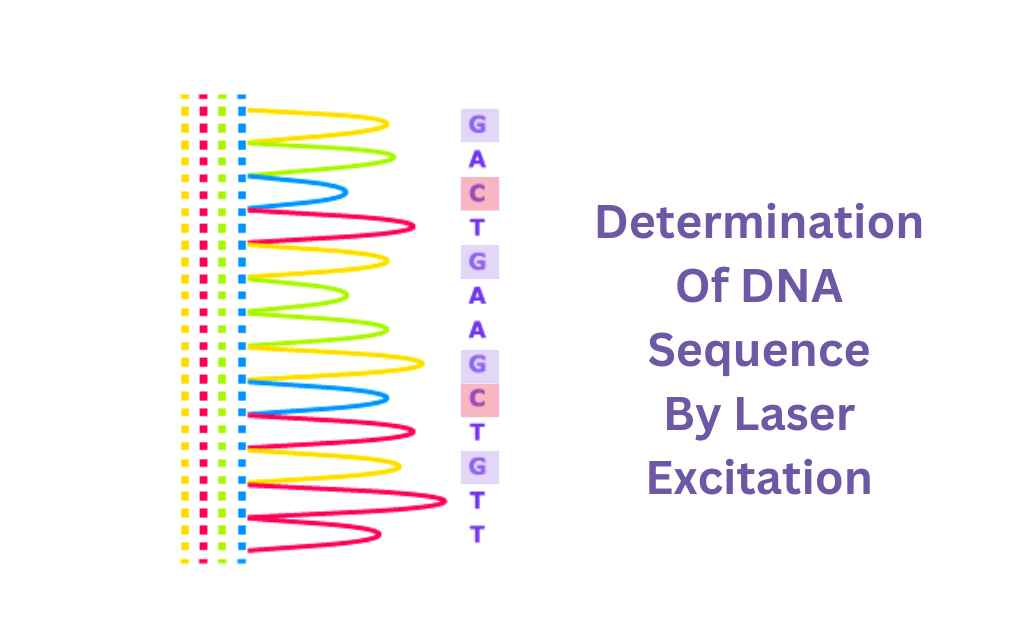 G
A
C
T
G
A
A
G
C
T
G
T
T
Determination
Of DNA
Sequence
By Laser
Excitation